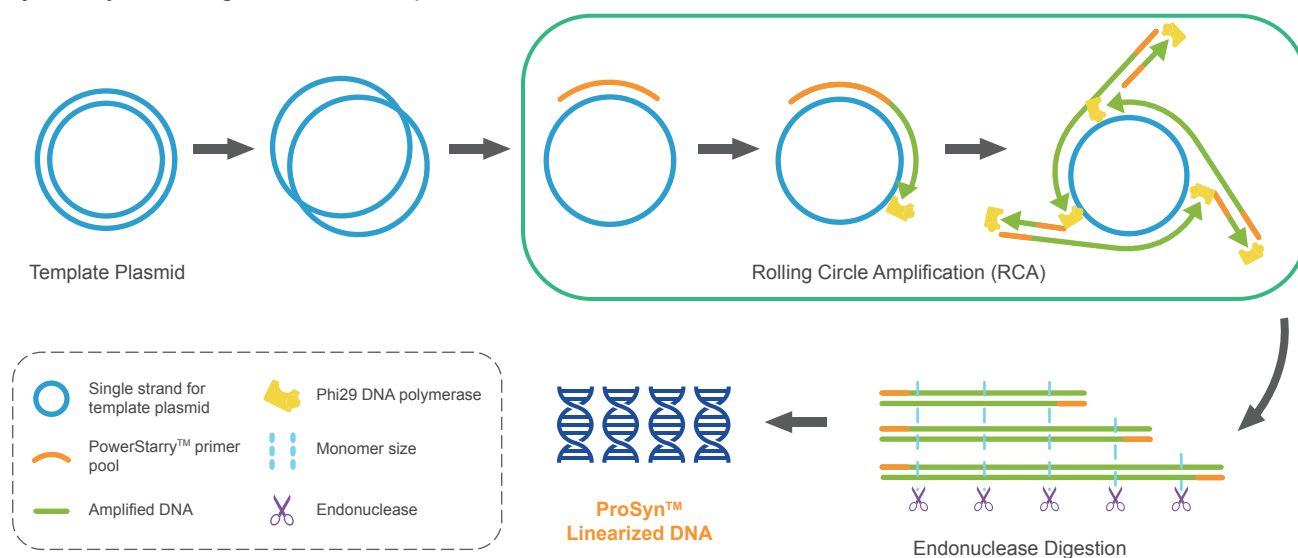 Template Plasmid
Rolling Circle Amplification (RCA)
Single strand for
template plasmid
Phi29 DNA polymerase
PowerStarry™ primer
pool
Monomer size
Amplified DNA
Endonuclease
ProSyn™
Linearized DNA
Endonuclease Digestion